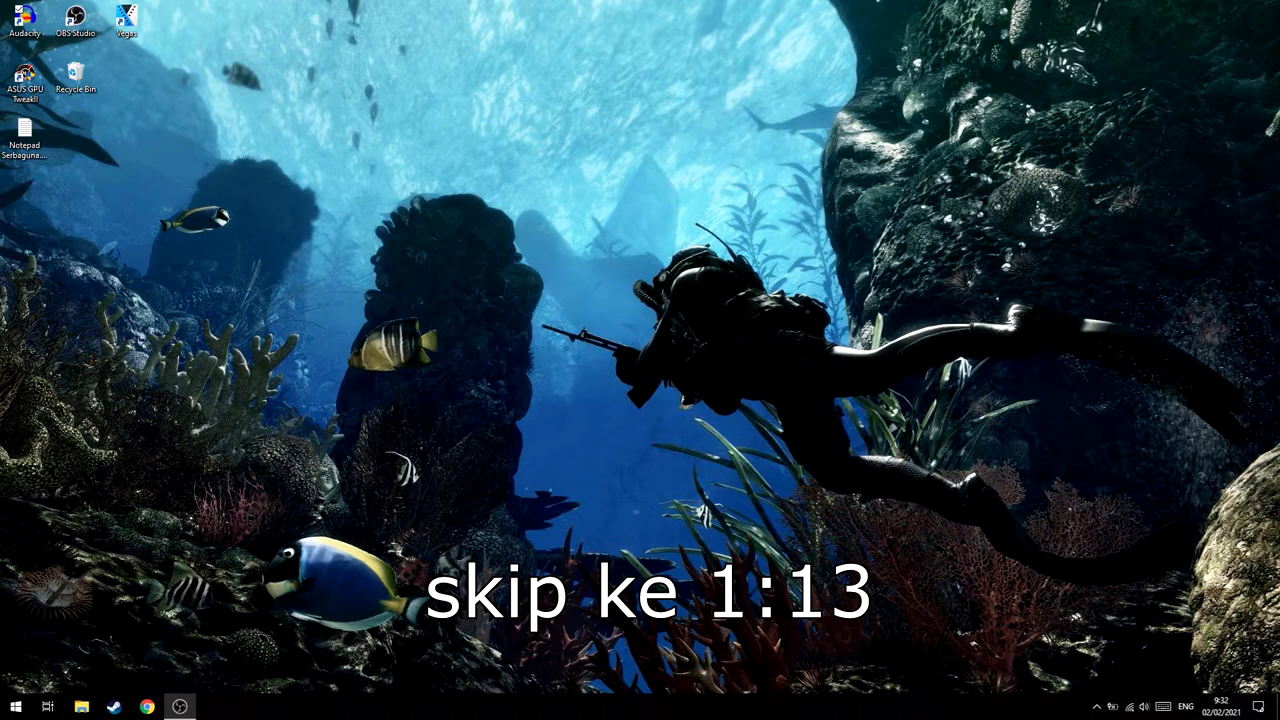 Audacity
OBS Studio
Vegas
ASUS GPU
TweakII
Recycle Bin
Notepad
Serbaguna....
skip ke 1:13
ENG
9:32
02/02/2021